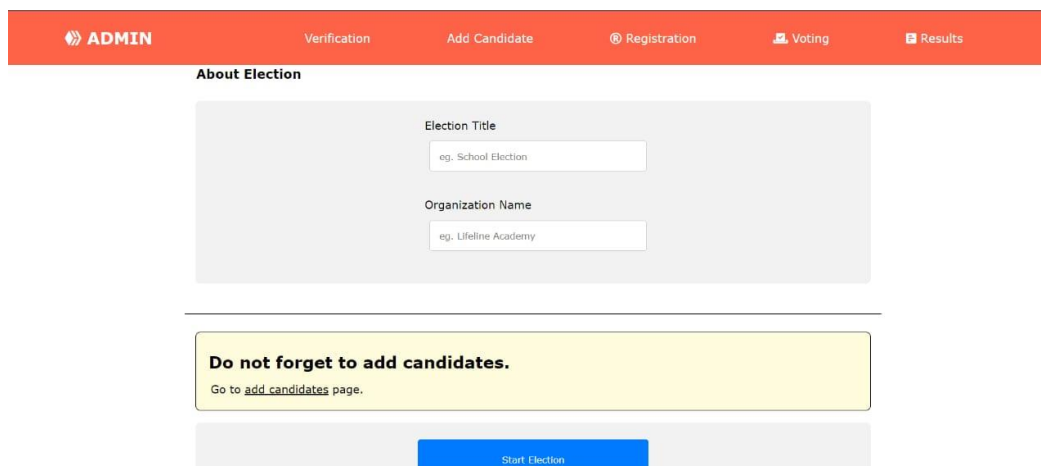 ADMIN Verification Add Candidate ® Registration Voting Results
About Election
Election Title
eg. School Election
Organization Name
eg. Lifeline Academy
Do not forget to add candidates.
Go to add candidates page.
Start Election